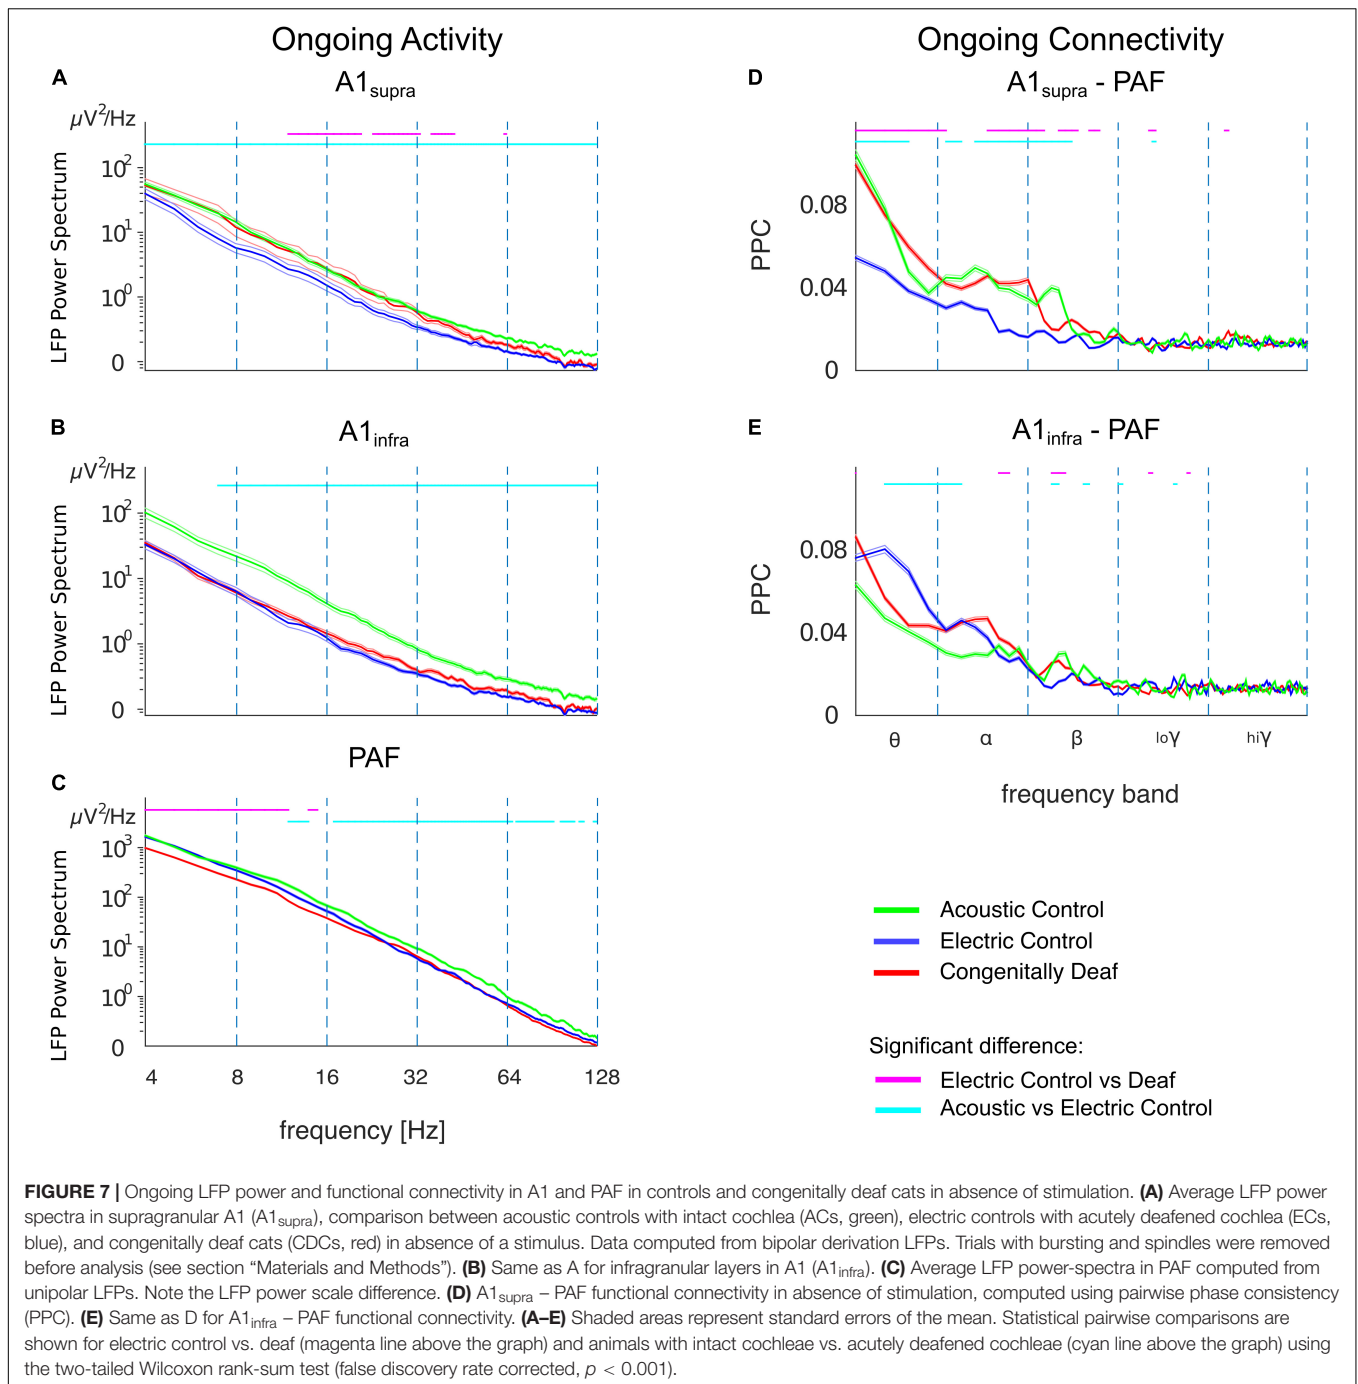 Ongoing Activity
A
A1supra
µV2/Hz
LFP Power Spectrum
10²
10¹
10⁰
0
B
A1infra
µV2/Hz
LFP Power Spectrum
10²
10¹
10⁰
0
PAF
C
µV2/Hz
LFP Power Spectrum
10³
10²
10¹
10⁰
0
4 8 16 32 64 128
frequency [Hz]
Ongoing Connectivity
D
A1supra - PAF
PPC
0.08
0.04
0
E
A1infra - PAF
PPC
0.08
0.04
0
θ α β loγ hiγ
frequency band
Acoustic Control
Electric Control
Congenitally Deaf
Significant difference:
Electric Control vs Deaf
Acoustic vs Electric Control
FIGURE 7 | Ongoing LFP power and functional connectivity in A1 and PAF in controls and congenitally deaf cats in absence of stimulation. (A) Average LFP power
spectra in supragranular A1 (A1supra), comparison between acoustic controls with intact cochlea (ACs, green), electric controls with acutely deafened cochlea (ECs,
blue), and congenitally deaf cats (CDCs, red) in absence of a stimulus. Data computed from bipolar derivation LFPs. Trials with bursting and spindles were removed
before analysis (see section “Materials and Methods”). (B) Same as A for infragranular layers in A1 (A1infra). (C) Average LFP power-spectra in PAF computed from
unipolar LFPs. Note the LFP power scale difference. (D) A1supra – PAF functional connectivity in absence of stimulation, computed using pairwise phase consistency
(PPC). (E) Same as D for A1infra – PAF functional connectivity. (A–E) Shaded areas represent standard errors of the mean. Statistical pairwise comparisons are
shown for electric control vs. deaf (magenta line above the graph) and animals with intact cochleae vs. acutely deafened cochleae (cyan line above the graph) using
the two-tailed Wilcoxon rank-sum test (false discovery rate corrected, p < 0.001).